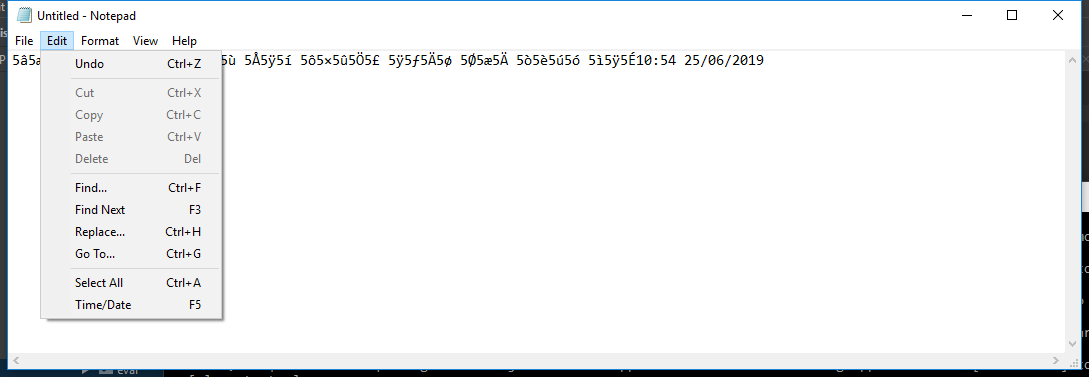 Untitled - Notepad
File Edit Format View Help
5â5 5ù 5Å5ÿ5í 5ô5×5û5Ö5£ 5ÿ5ƒ5Ä5ø 5Ø5æ5Ä 5ò5è5ú5ó 5ì5ÿ5É10:54 25/06/2019
Undo Ctrl+Z
Cut Ctrl+X
Copy Ctrl+C
Paste Ctrl+V
Delete Del
Find... Ctrl+F
Find Next F3
Replace... Ctrl+H
Go To... Ctrl+G
Select All Ctrl+A
Time/Date F5
eval